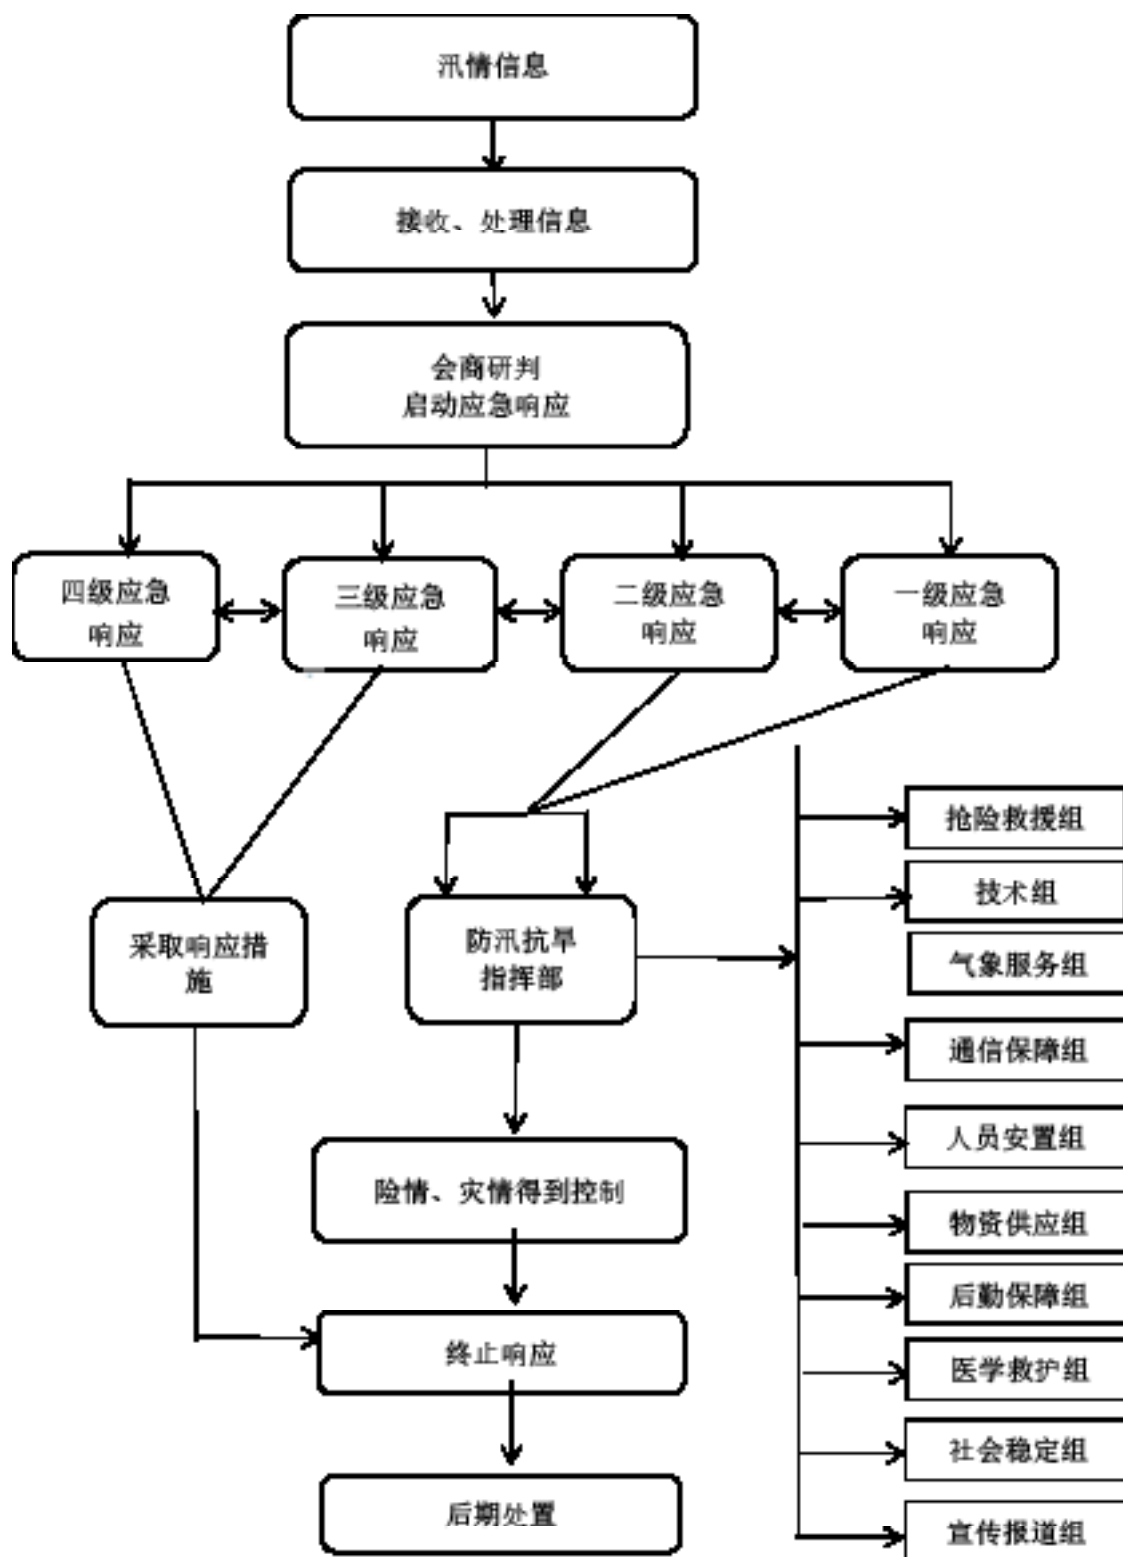 汛情信息
接收、处理信息
会商研判
启动应急响应
四级应急
响应
三级应急
响应
二级应急
响应
一级应急
响应
采取响应措
施
防汛抗旱
指挥部
险情、灾情得到控制
终止响应
后期处置
抢险救援组
技术组
气象服务组
通信保障组
人员安置组
物资供应组
后勤保障组
医学救护组
社会稳定组
宣传报道组